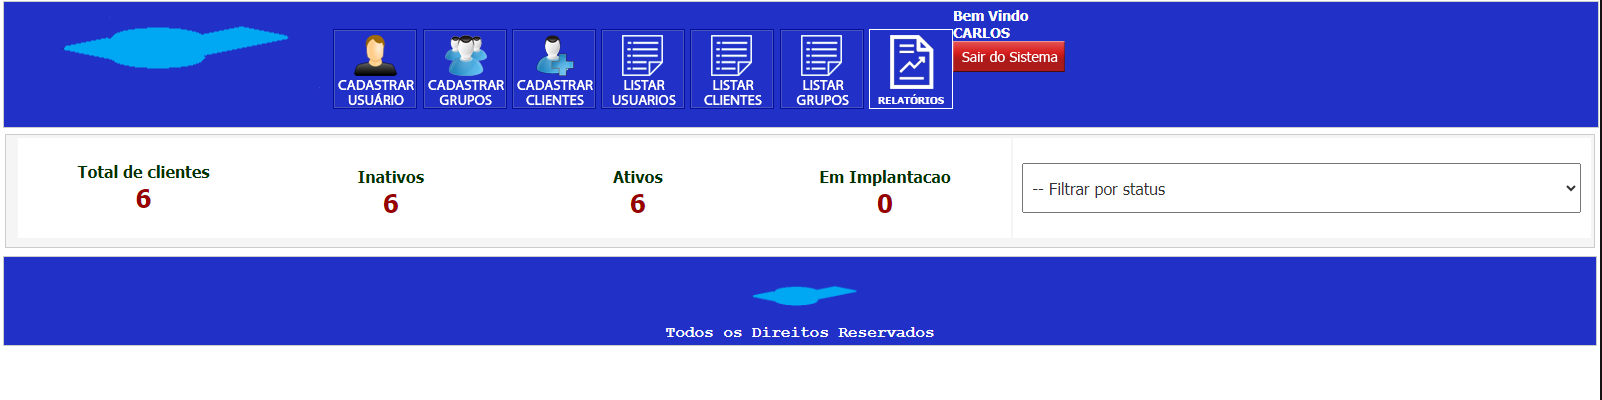 Bem Vindo
CARLOS
Sair do Sistema
CADASTRAR
USUÁRIO
CADASTRAR
GRUPOS
CADASTRAR
CLIENTES
LISTAR
USUARIOS
LISTAR
CLIENTES
LISTAR
GRUPOS
RELATÓRIOS
Total de clientes
6
Inativos
6
Ativos
6
Em Implantacao
0
-- Filtrar por status
Todos os Direitos Reservados